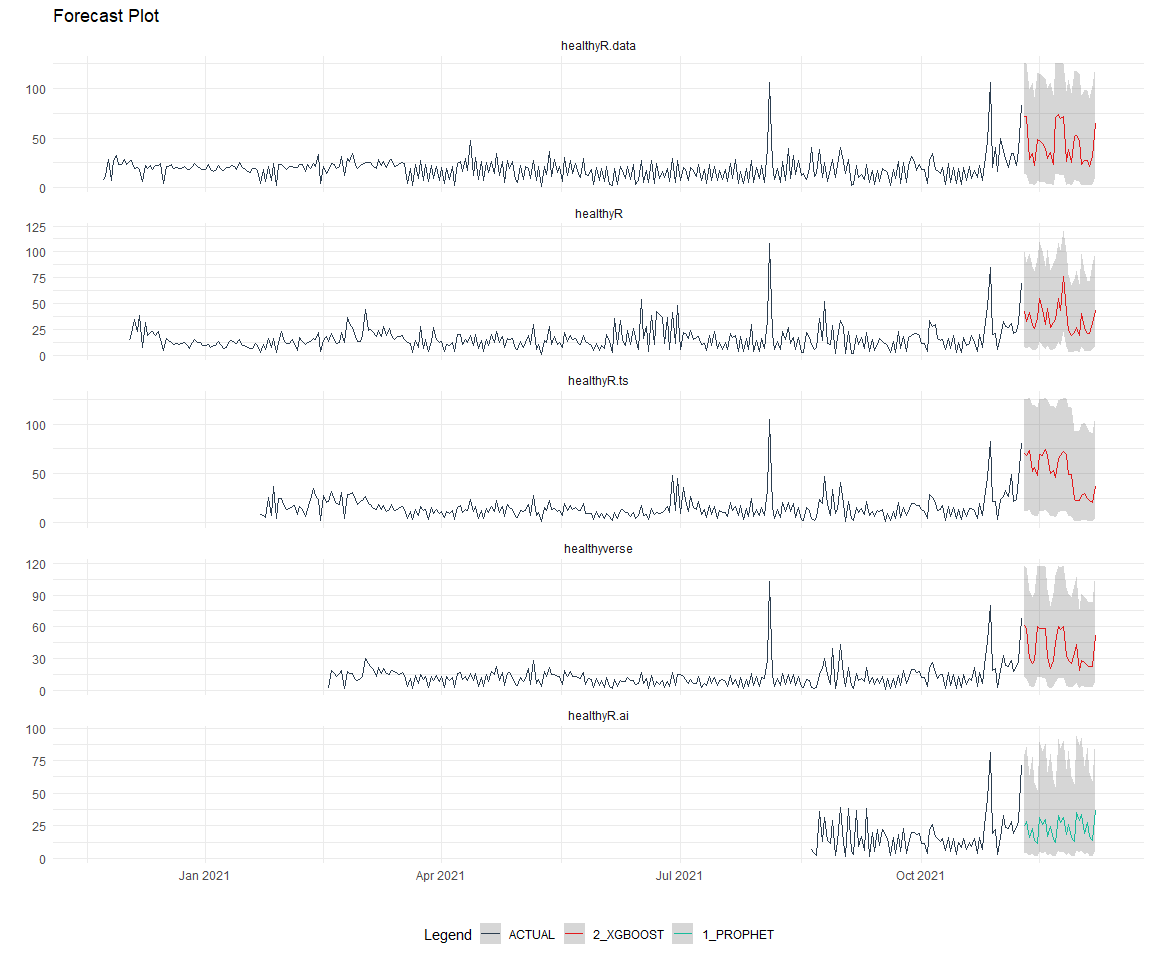 Forecast Plot
healthyR.data
100
50
0
healthyR
125
100
75
50
25
0
healthyR.ts
100
50
0
healthyverse
120
90
60
30
0
healthyR.ai
100
75
50
25
0
Jan 2021 Apr 2021 Jul 2021 Oct 2021
Legend ACTUAL 2_XGBOOST 1_PROPHET